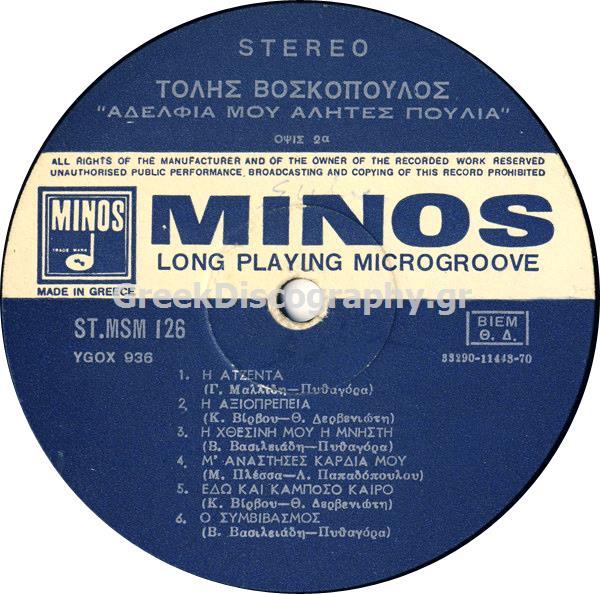 STEREO
ΤΟΛΗΣ ΒΟΣΚΟΠΟΥΛΟΣ
"ΑΔΕΛΦΙΑ ΜΟΥ ΑΛΗΤΕΣ ΠΟΥΛΙΑ"
ΟΨΙΣ 2α
ALL RIGHTS OF THE MANUFACTURER AND OF THE OWNER OF THE RECORDED WORK RESERVED
UNAUTHORISED PUBLIC PERFORMANCE, BROADCASTING AND COPYING OF THIS RECORD PROHIBITED
MINOS
TRADE MARK
MINOS
LONG PLAYING MICROGROOVE
MADE IN GREECE
GreekDiscography.gr
ST.MSM 126
YGOX 936
BIEM
Θ. Δ.
33290-11443-70
1. Η ΑΤΖΕΝΤΑ
(Γ. Μαλλίδη—Πυθαγόρα)
2. Η ΑΞΙΟΠΡΕΠΕΙΑ
(Κ. Βίρβου—Θ. Δερβενιώτη)
3. Η ΧΘΕΣΙΝΗ ΜΟΥ Η ΜΝΗΣΤΗ
(Β. Βασιλειάδη—Πυθαγόρα)
4. Μ' ΑΝΑΣΤΗΣΕΣ ΚΑΡΔΙΑ ΜΟΥ
(Μ. Πλέσσα—Λ. Παπαδόπουλου)
5. ΕΔΩ ΚΑΙ ΚΑΜΠΟΣΟ ΚΑΙΡΟ
(Κ. Βίρβου—Θ. Δερβενιώτη)
6. Ο ΣΥΜΒΙΒΑΣΜΟΣ
(Β. Βασιλειάδη—Πυθαγόρα)